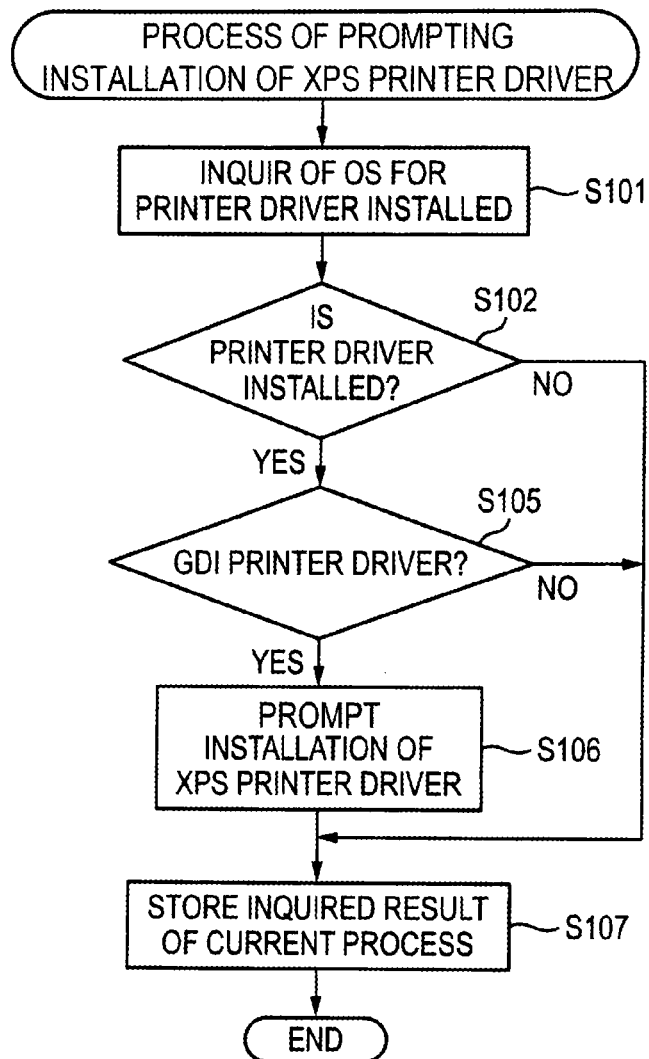 PROCESS OF PROMPTING
INSTALLATION OF XPS PRINTER DRIVER
INQUIR OF OS FOR
PRINTER DRIVER INSTALLED
S101
S102
IS
PRINTER DRIVER
INSTALLED?
NO
YES
S105
GDI PRINTER DRIVER?
NO
YES
PROMPT
INSTALLATION OF
XPS PRINTER DRIVER
S106
STORE INQUIRED RESULT
OF CURRENT PROCESS
S107
END